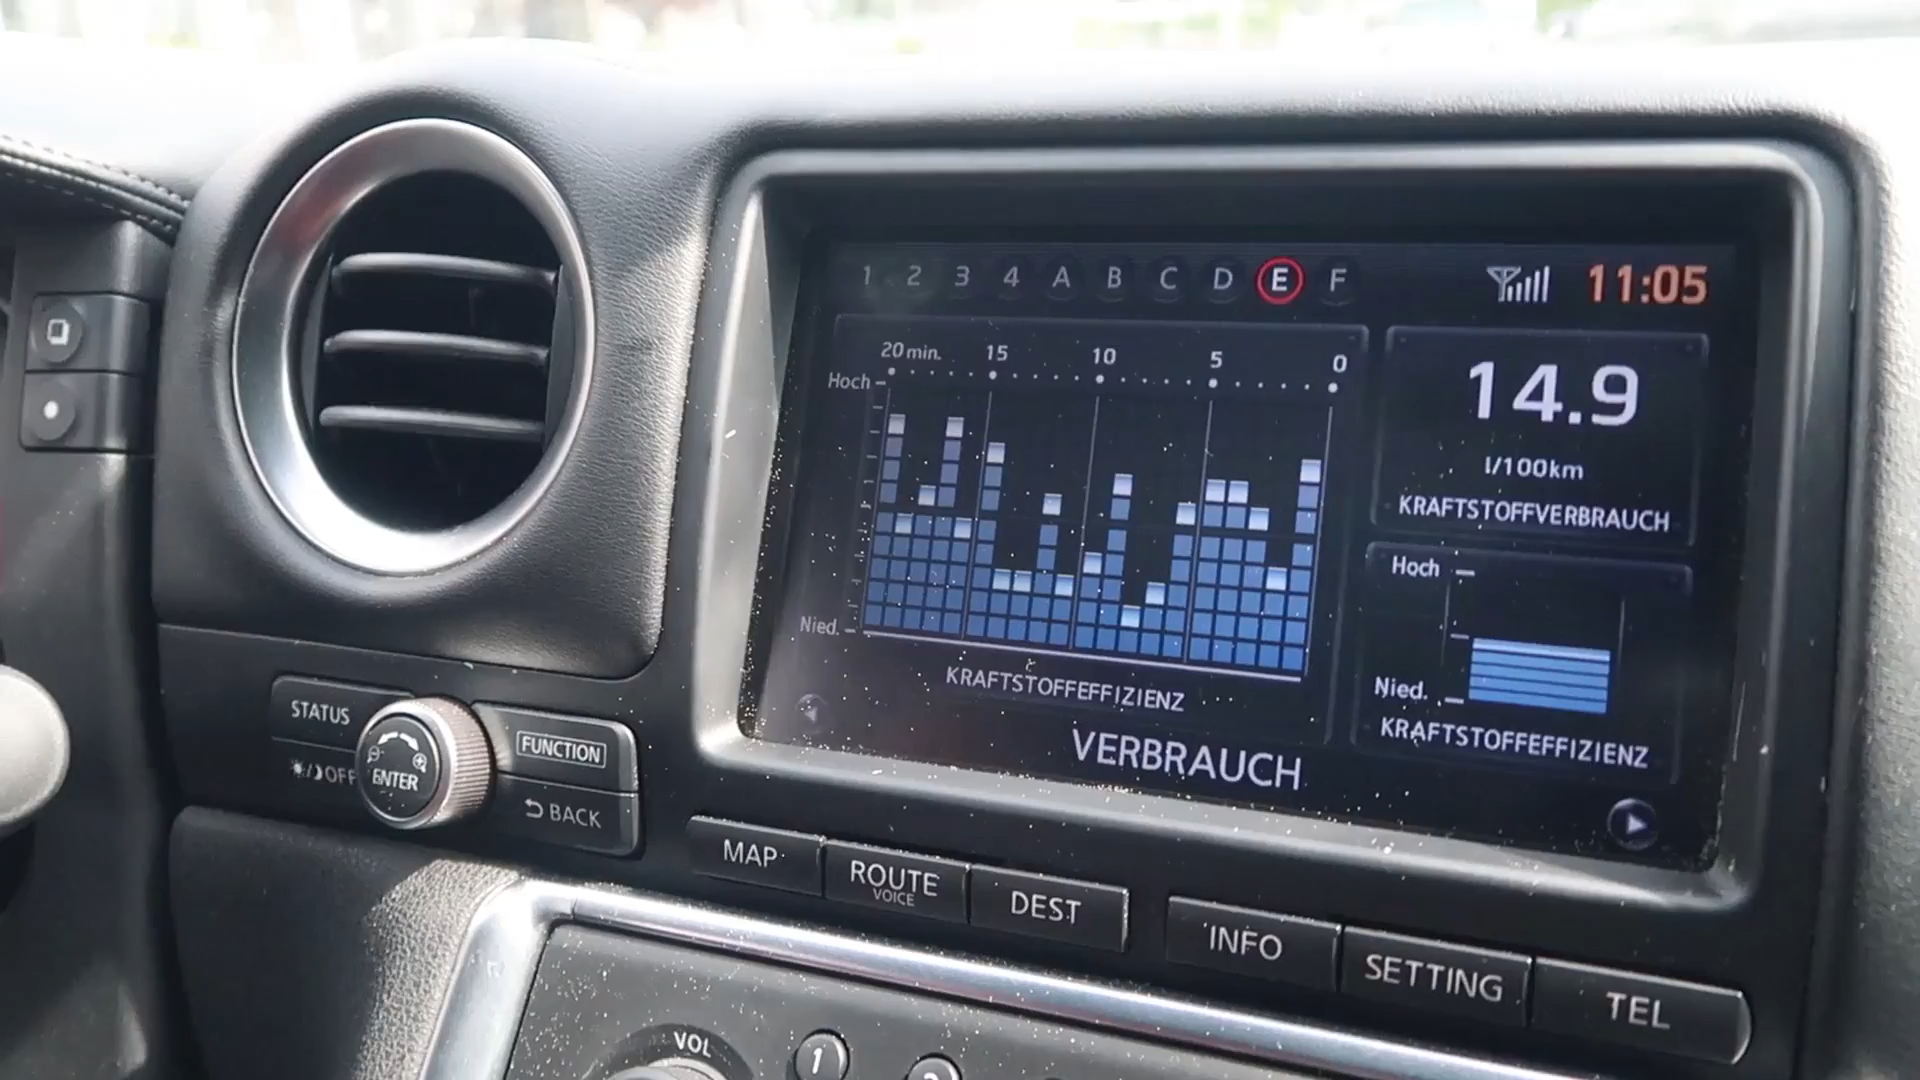 1 2 3 4 A B C D E F
11:05
20 min. 15 10 5 0
Hoch
Nied.
KRAFTSTOFFEFFIZIENZ
14.9
l/100km
KRAFTSTOFFVERBRAUCH
Hoch
Nied.
KRAFTSTOFFEFFIZIENZ
VERBRAUCH
STATUS
OFF
ENTER
FUNCTION
BACK
MAP
ROUTE
VOICE
DEST
INFO
SETTING
TEL
VOL
1